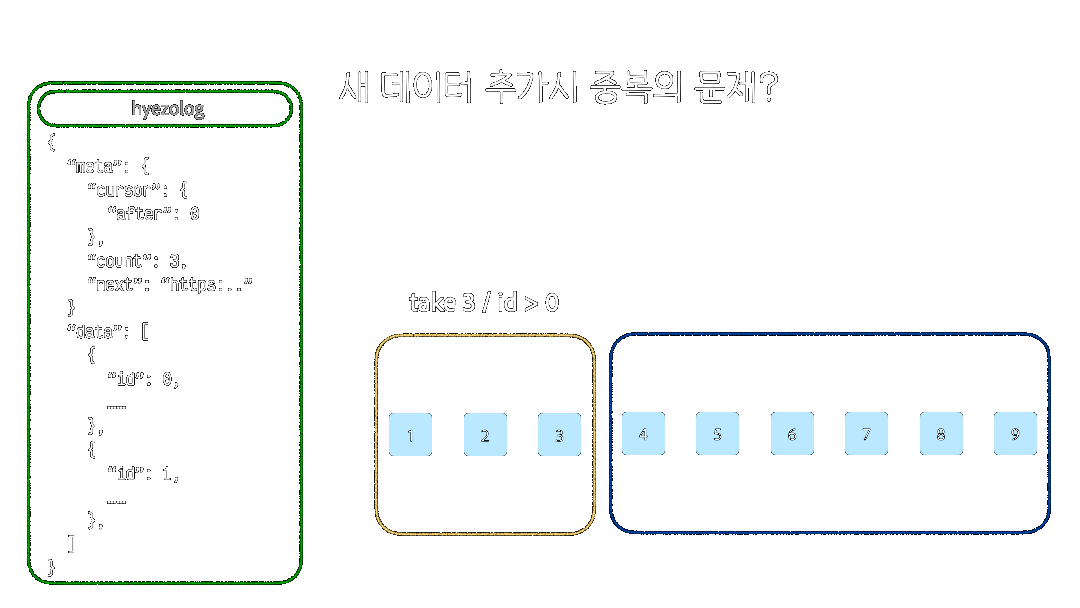 새 데이터 추가시 중복의 문제?
hyezolog
{
“meta”: {
“cursor”: {
“after”: 0
},
“count”: 3,
“next”: “https:..”
}
“data”: [
{
“id”: 0,
……
},
{
“id”: 1,
……
},
]
}
take 3 / id > 0
1 2 3 4 5 6 7 8 9